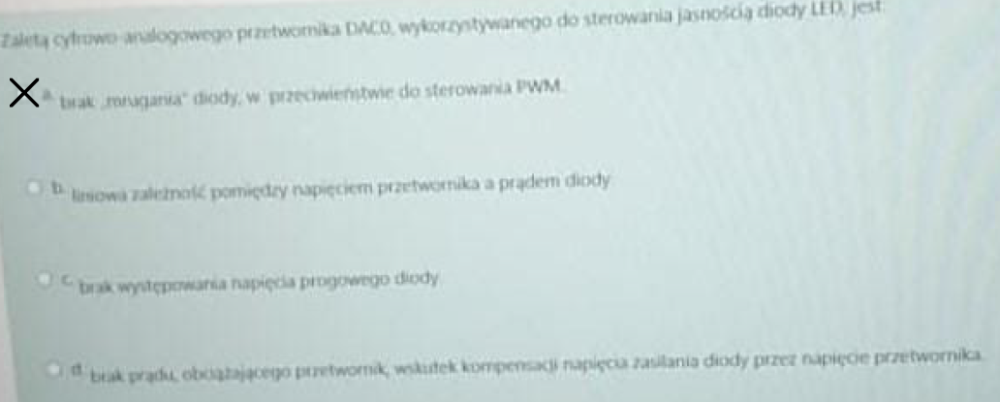 Zaletą cyfrowo-analogowego przetwornika DAC0, wykorzystywanego do sterowania jasnością diody LED, jest:
a. brak „mrugania" diody, w przeciwieństwie do sterowania PWM.
b. liniowa zależność pomiędzy napięciem przetwornika a prądem diody
c. brak występowania napięcia progowego diody
d. brak prądu, obciążającego przetwornik, wskutek kompensacji napięcia zasilania diody przez napięcie przetwornika.